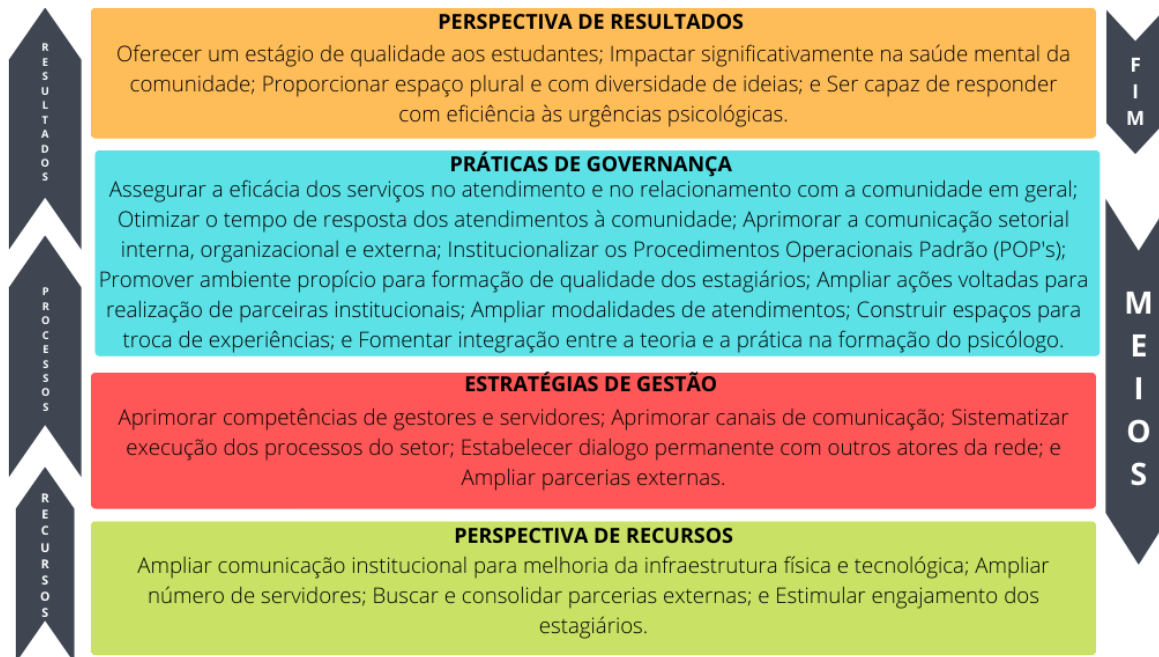 PERSPECTIVA DE RESULTADOS
Oferecer um estágio de qualidade aos estudantes; Impactar significativamente na saúde mental da
comunidade; Proporcionar espaço plural e com diversidade de ideias; e Ser capaz de responder
com eficiência às urgências psicológicas.
PRÁTICAS DE GOVERNANÇA
Assegurar a eficácia dos serviços no atendimento e no relacionamento com a comunidade em geral;
Otimizar o tempo de resposta dos atendimentos à comunidade; Aprimorar a comunicação setorial
interna, organizacional e externa; Institucionalizar os Procedimentos Operacionais Padrão (POP's);
Promover ambiente propício para formação de qualidade dos estagiários; Ampliar ações voltadas para
realização de parceiras institucionais; Ampliar modalidades de atendimentos; Construir espaços para
troca de experiências; e Fomentar integração entre a teoria e a prática na formação do psicólogo.
ESTRATÉGIAS DE GESTÃO
Aprimorar competências de gestores e servidores; Aprimorar canais de comunicação; Sistematizar
execução dos processos do setor; Estabelecer dialogo permanente com outros atores da rede; e
Ampliar parcerias externas.
PERSPECTIVA DE RECURSOS
Ampliar comunicação institucional para melhoria da infraestrutura física e tecnológica; Ampliar
número de servidores; Buscar e consolidar parcerias externas; e Estimular engajamento dos
estagiários.
RESULTADOS
PROCESSOS
RECURSOS
FIM
MEIOS